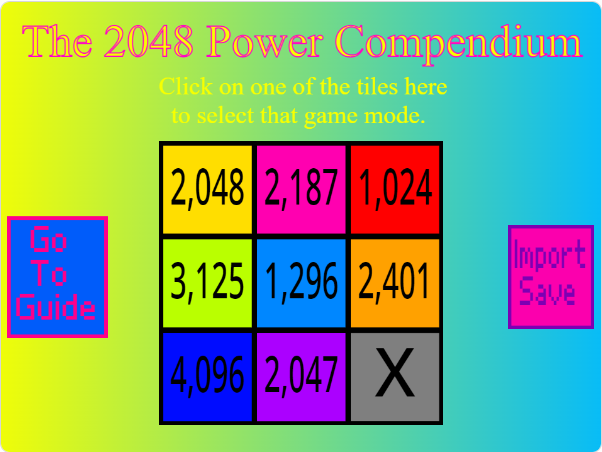 The 2048 Power Compendium
Click on one of the tiles here
to select that game mode.
2,048 2,187 1,024
Go
To
Guide
3,125 1,296 2,401
Import
Save
4,096 2,047 X